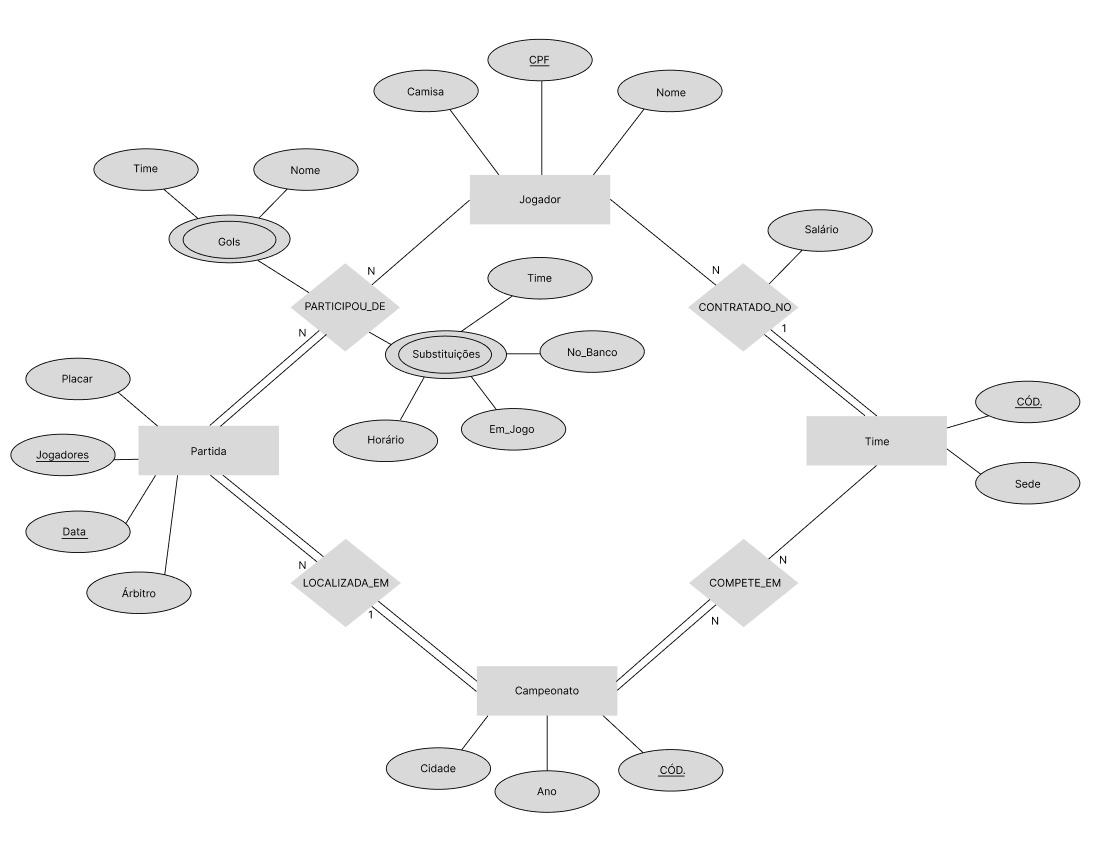 CPF
Camisa
Nome
Time
Nome
Jogador
Salário
Gols
N
N
Time
PARTICIPOU_DE
CONTRATADO_NO
N
1
Substituições
No_Banco
Placar
CÓD.
Em_Jogo
Horário
Time
Partida
Jogadores
Sede
Data
N
N
LOCALIZADA_EM
COMPETE_EM
Árbitro
1
N
Campeonato
Cidade
CÓD.
Ano